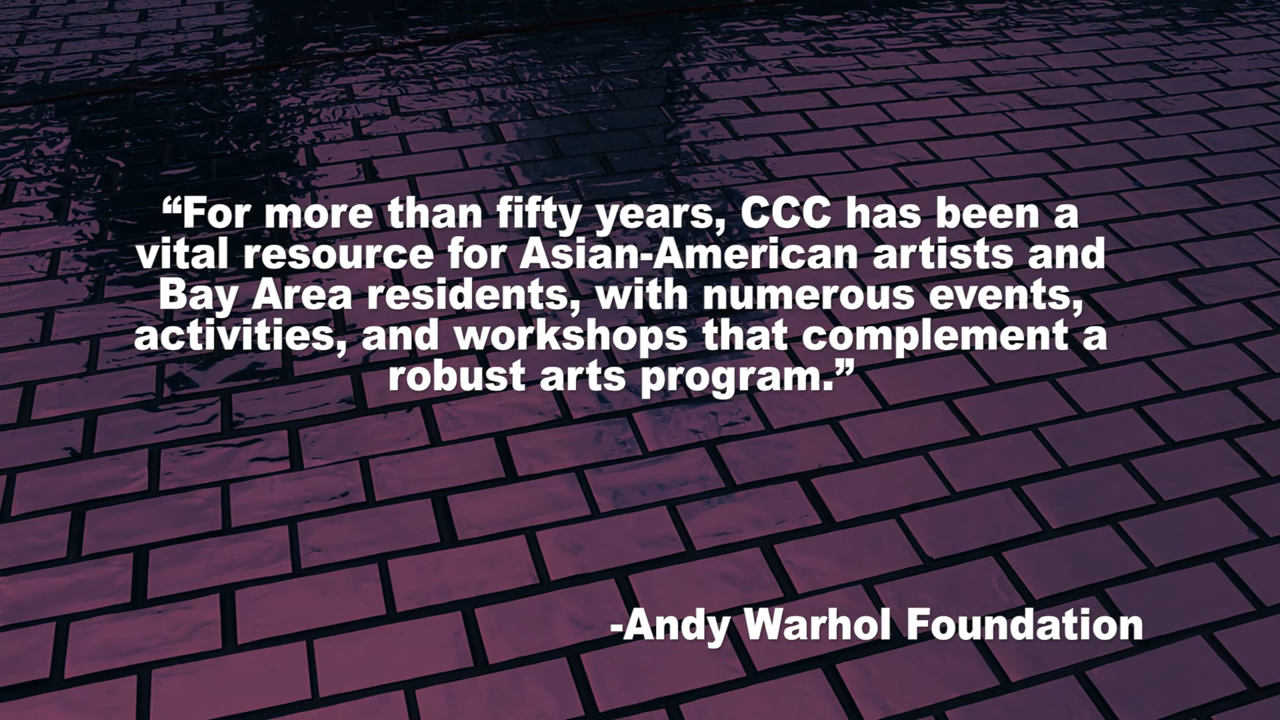 “For more than fifty years, CCC has been a
vital resource for Asian-American artists and
Bay Area residents, with numerous events,
activities, and workshops that complement a
robust arts program.”
-Andy Warhol Foundation